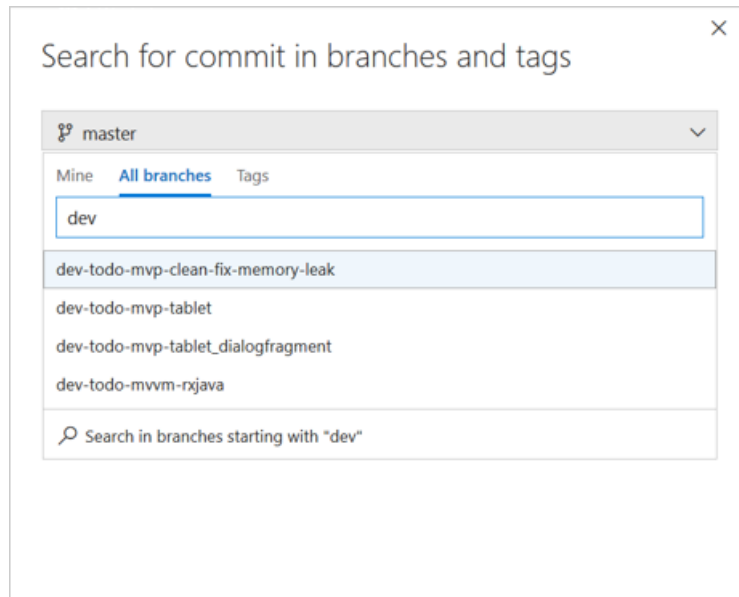 Search for commit in branches and tags
master
Mine All branches Tags
dev
dev-todo-mvp-clean-fix-memory-leak
dev-todo-mvp-tablet
dev-todo-mvp-tablet_dialogfragment
dev-todo-mvvm-rxjava
Search in branches starting with "dev"